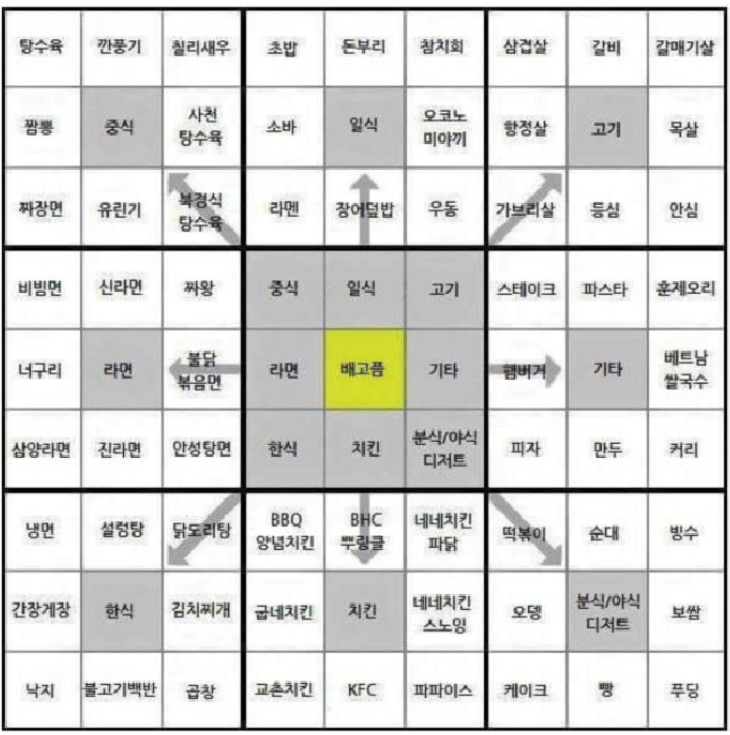 탕수육 깐풍기 칠리새우 초밥 돈부리 참치회 삼겹살 갈비 갈매기살
짬뽕 중식 사천 탕수육 소바 일식 오코노 미야끼 항정살 고기 목살
짜장면 유린기 북경식 탕수육 라멘 장어덮밥 우동 가브리살 등심 안심
비빔면 신라면 짜왕 중식 일식 고기 스테이크 파스타 훈제오리
너구리 라면 불닭 볶음면 라면 배고픔 기타 햄버거 기타 베트남 쌀국수
삼양라면 진라면 안성탕면 한식 치킨 분식/야식 디저트 피자 만두 커리
냉면 설렁탕 닭도리탕 BBQ 양념치킨 BHC 뿌링클 네네치킨 파닭 떡볶이 순대 빙수
간장게장 한식 김치찌개 굽네치킨 치킨 네네치킨 스노잉 오뎅 분식/야식 디저트 보쌈
낙지 불고기백반 곱창 교촌치킨 KFC 파파이스 케이크 빵 푸딩